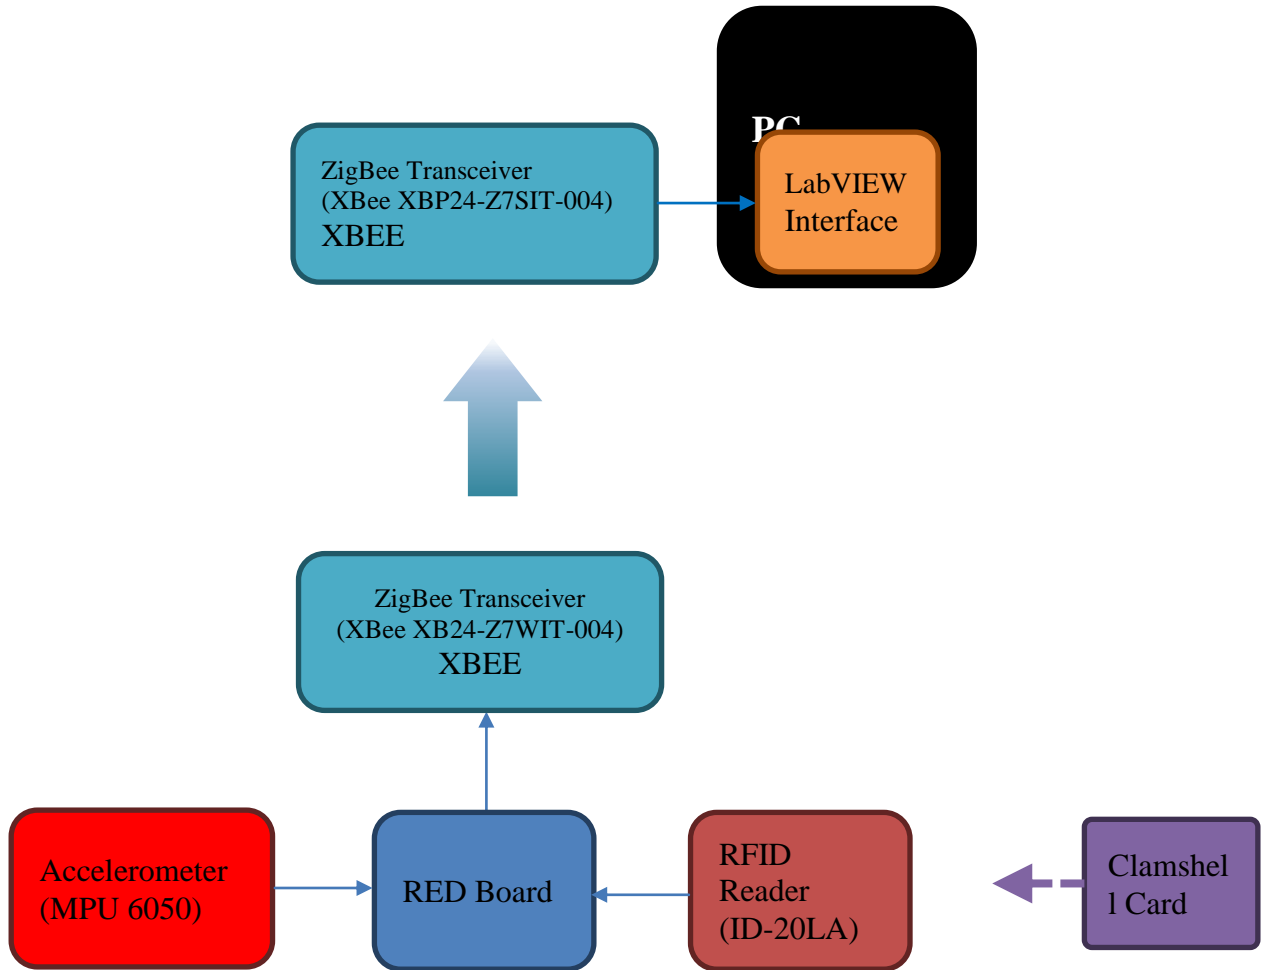 PC
ZigBee Transceiver
(XBee XBP24-Z7SIT-004)
XBEE
LabVIEW
Interface
ZigBee Transceiver
(XBee XB24-Z7WIT-004)
XBEE
Accelerometer
(MPU 6050)
RED Board
RFID
Reader
(ID-20LA)
Clamshel
l Card